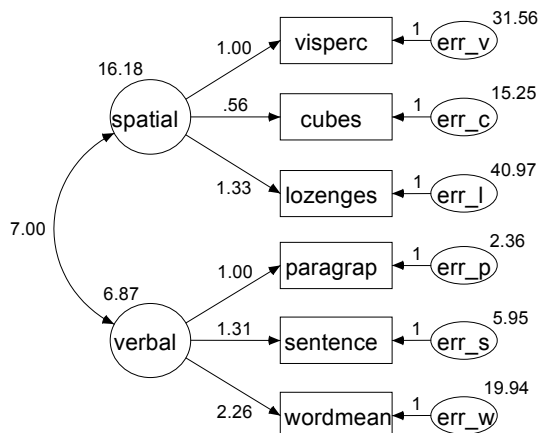 31.56
1.00
visperc
1
err_v
16.18
15.25
spatial
.56
cubes
1
err_c
40.97
1.33
lozenges
1
err_l
7.00
2.36
1.00
paragrap
1
err_p
6.87
5.95
verbal
1.31
sentence
1
err_s
19.94
2.26
wordmean
1
err_w